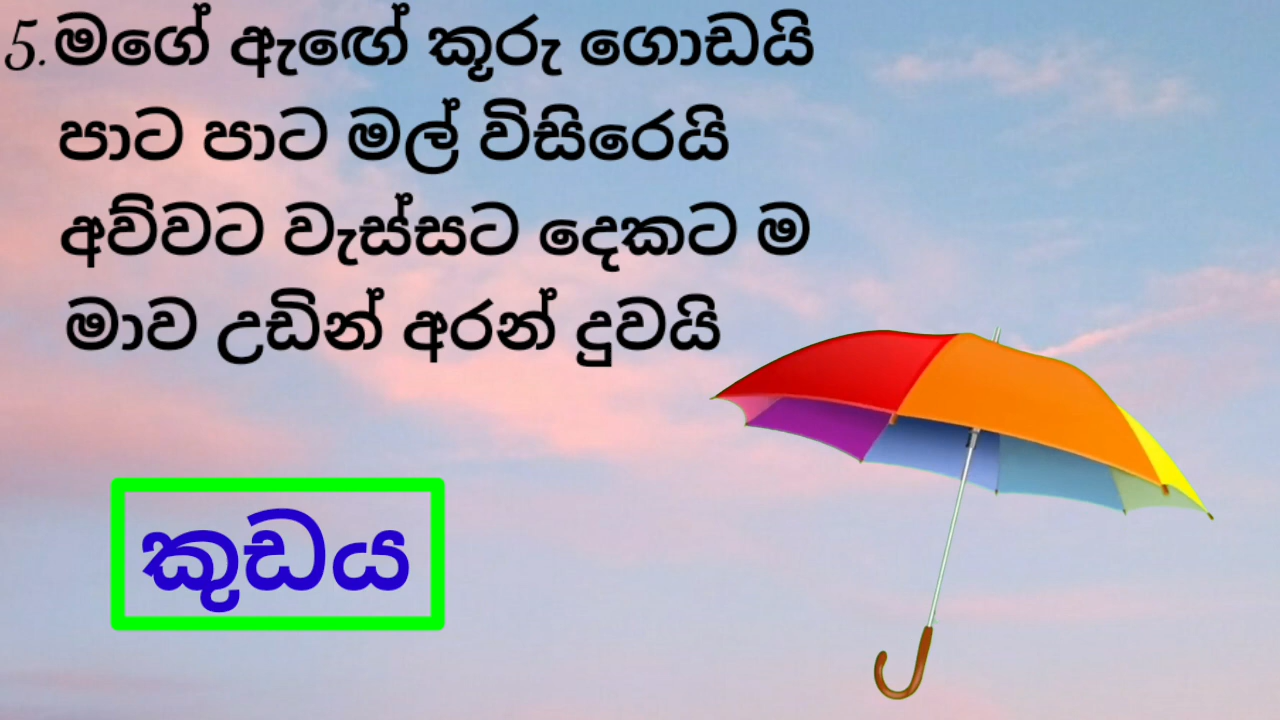 5. මගේ ඇඟේ කූරු ගොඩයි
පාට පාට මල් විසිරෙයි
අව්වට වැස්සට දෙකට ම
මාව උඩින් අරන් දුවයි
කුඩය